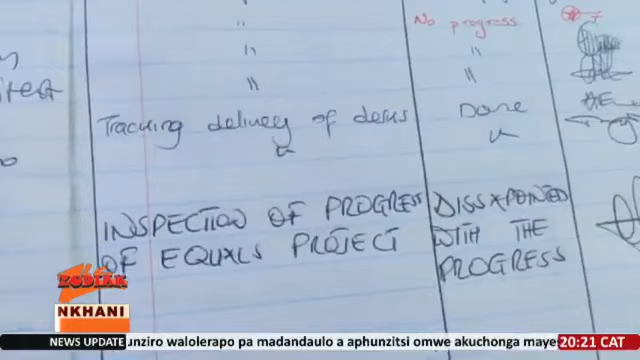 No progress
"
"
"
"
"
Tracking delivery of desks
Done
INSPECTION OF PROGRESS
OF EQUALS PROJECT
DISSAPOINTED
WITH THE
PROGRESS
ZODIAK
NKHANI
NEWS UPDATE
unziro walolerapo pa madandaulo a aphunzitsi omwe akuchonga maye
20:21 CAT